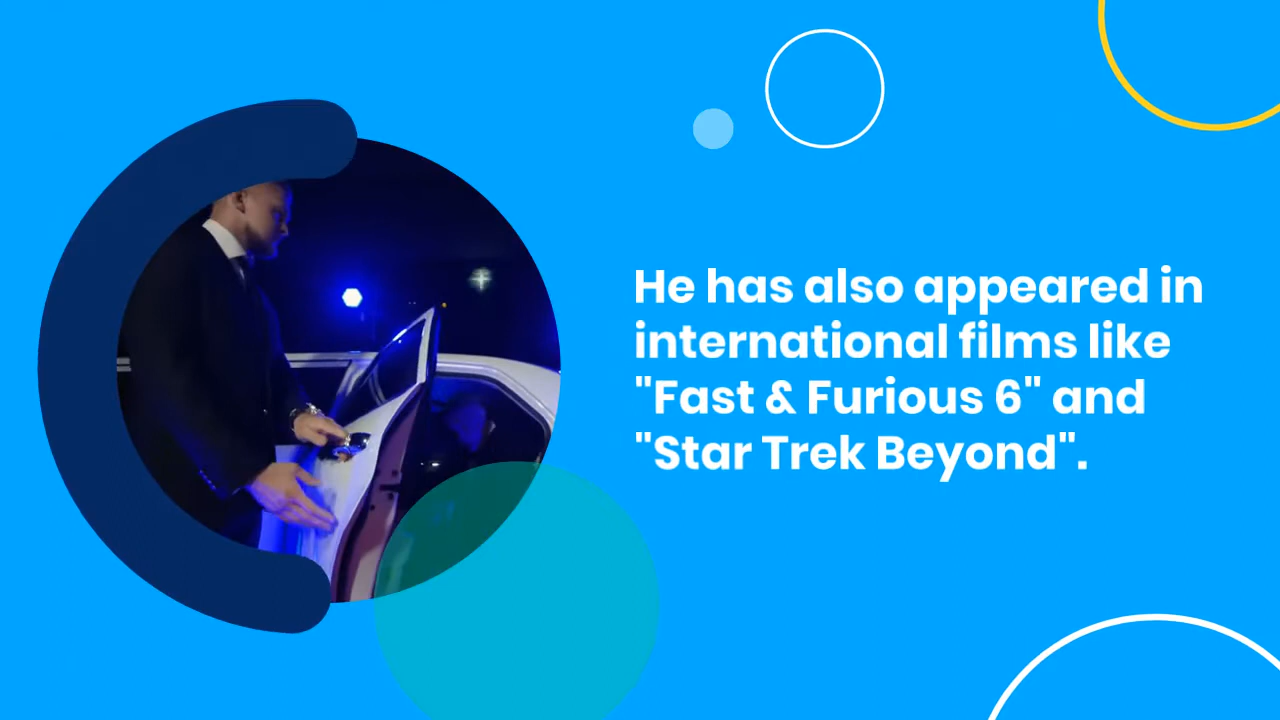 He has also appeared in
international films like
"Fast & Furious 6" and
"Star Trek Beyond".